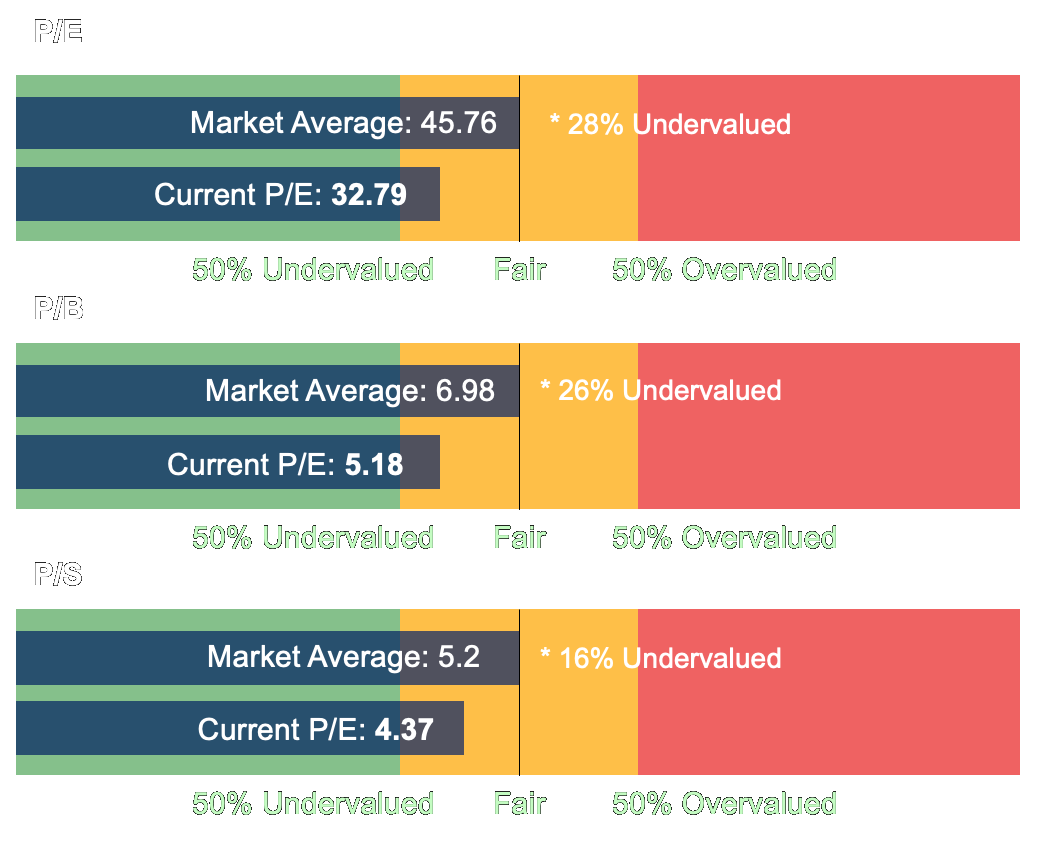 P/E
Market Average: 45.76
* 28% Undervalued
Current P/E: 32.79
50% Undervalued Fair 50% Overvalued
P/B
Market Average: 6.98
* 26% Undervalued
Current P/E: 5.18
50% Undervalued Fair 50% Overvalued
P/S
Market Average: 5.2
* 16% Undervalued
Current P/E: 4.37
50% Undervalued Fair 50% Overvalued